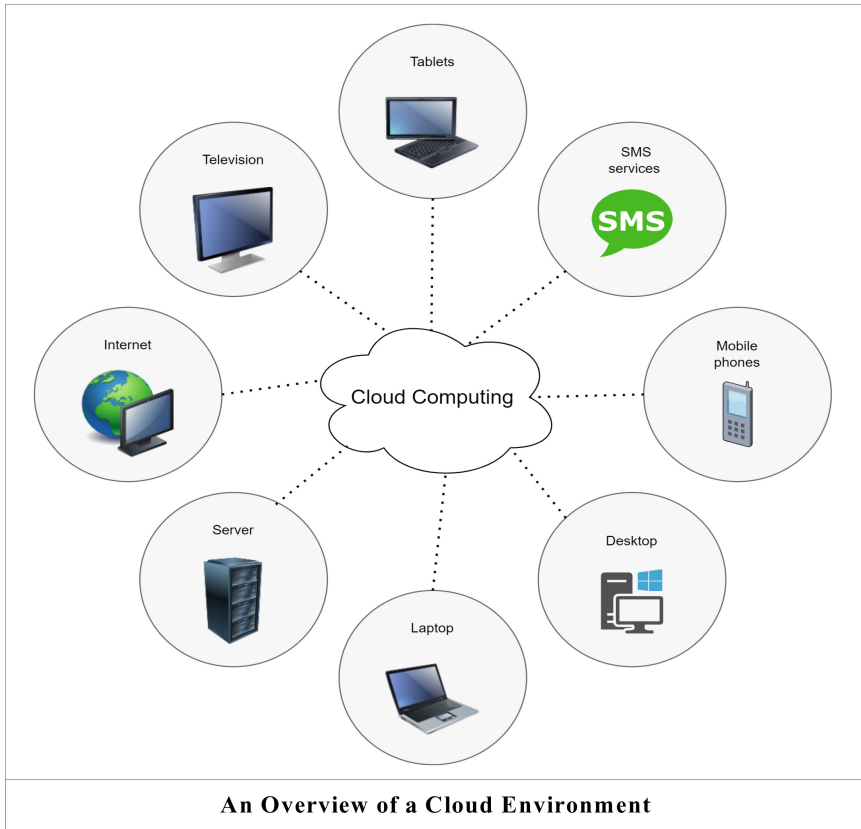 Tablets
Television
SMS
services
SMS
Internet
Mobile
phones
Cloud Computing
Server
Desktop
Laptop
An Overview of a Cloud Environment